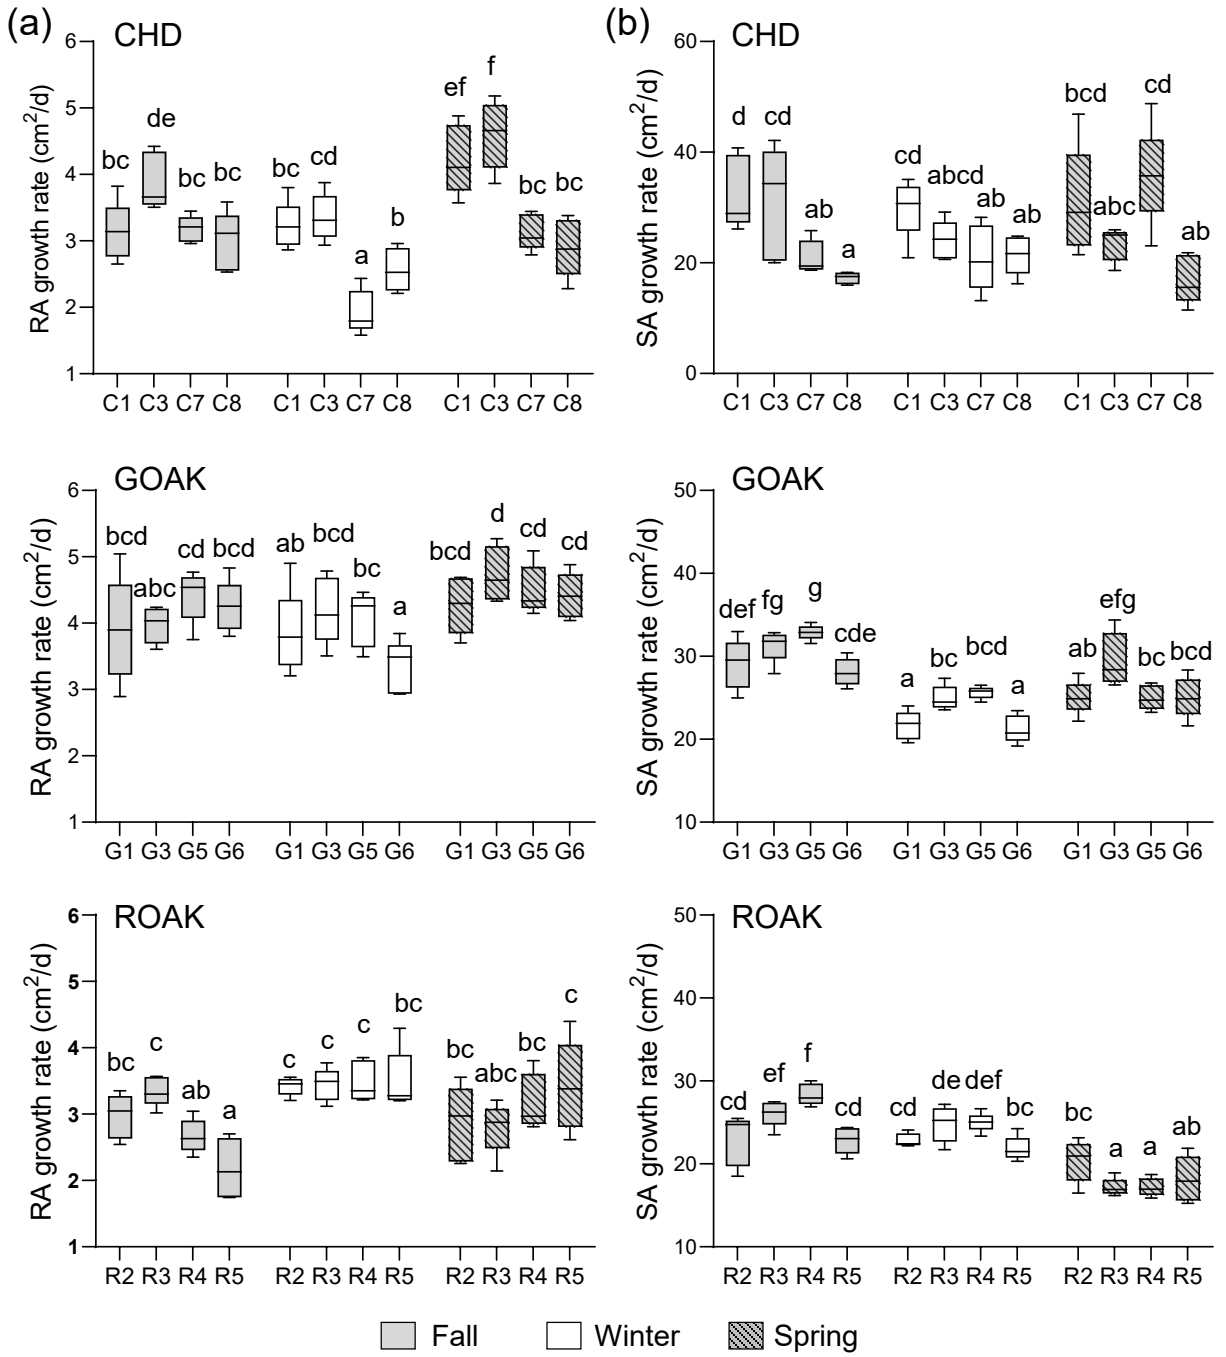 (a)
CHD
RA growth rate (cm²/d)
6
5
4
3
2
1
bc de bc bc bc cd a b ef f bc bc
C1 C3 C7 C8 C1 C3 C7 C8 C1 C3 C7 C8
(b)
CHD
SA growth rate (cm²/d)
60
40
20
0
d cd ab a cd abcd ab ab bcd abc cd ab
C1 C3 C7 C8 C1 C3 C7 C8 C1 C3 C7 C8
GOAK
RA growth rate (cm²/d)
6
5
4
3
2
1
bcd abc cd bcd ab bcd bc a bcd d cd cd
G1 G3 G5 G6 G1 G3 G5 G6 G1 G3 G5 G6
GOAK
SA growth rate (cm²/d)
50
40
30
20
10
def fg g cde a bc bcd a ab efg bc bcd
G1 G3 G5 G6 G1 G3 G5 G6 G1 G3 G5 G6
ROAK
RA growth rate (cm²/d)
6
5
4
3
2
1
bc c ab a c c c bc bc abc bc c
R2 R3 R4 R5 R2 R3 R4 R5 R2 R3 R4 R5
ROAK
SA growth rate (cm²/d)
50
40
30
20
10
cd ef f cd cd de def bc bc a a ab
R2 R3 R4 R5 R2 R3 R4 R5 R2 R3 R4 R5
Fall Winter Spring